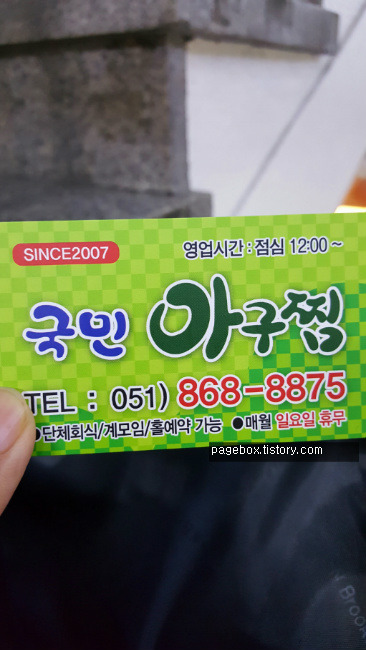 SINCE2007
영업시간 : 점심 12:00 ~
국민 아구찜
TEL : 051) 868-8875
●단체회식/계모임/홀예약 가능 ●매월 일요일 휴무
pagebox.tistory.com